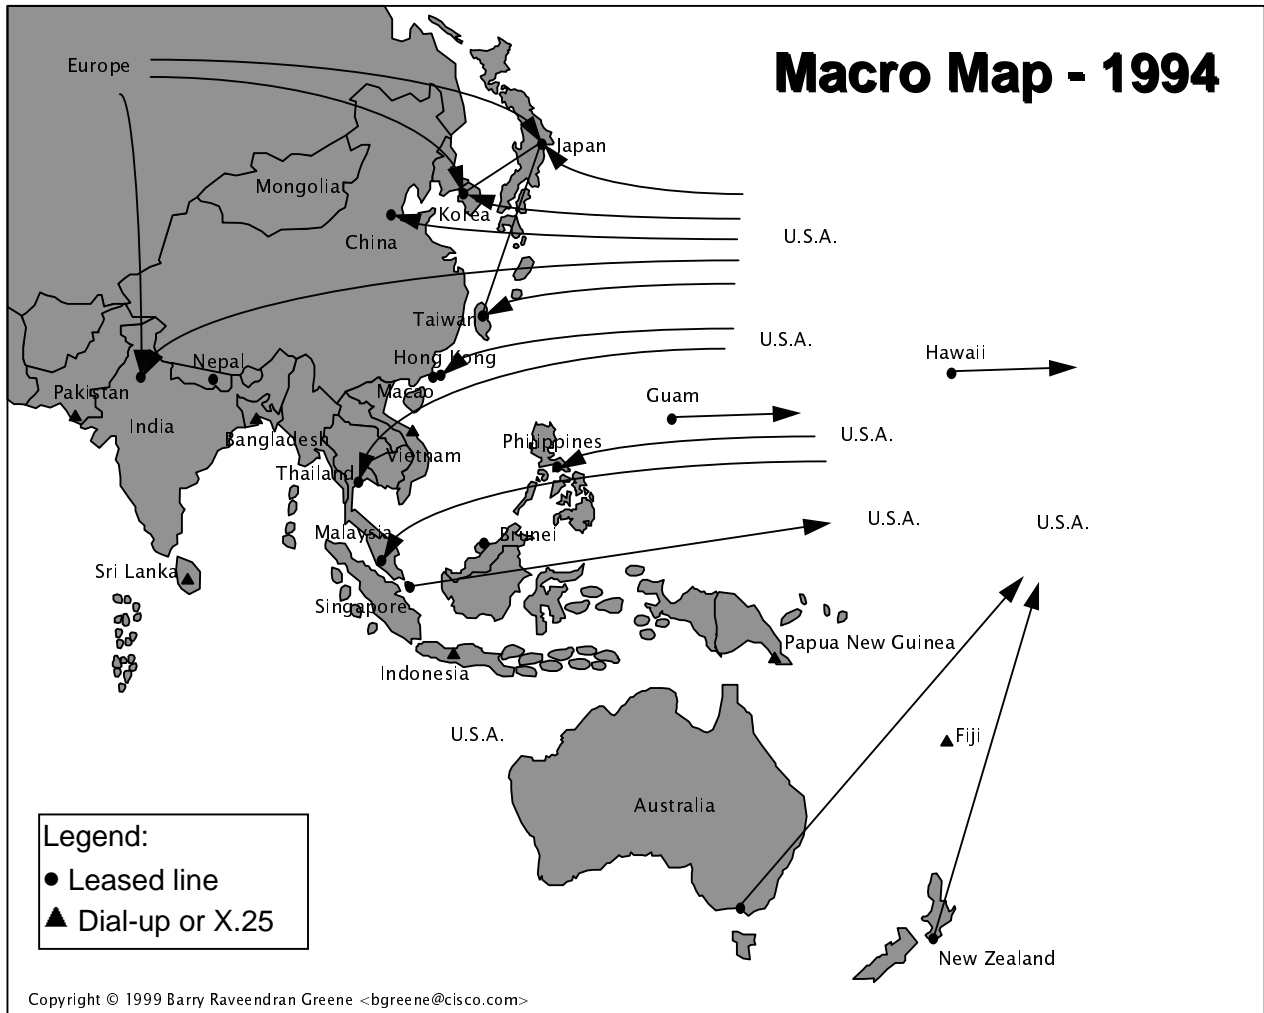 Macro Map - 1994
Europe
Japan
Mongolia
Korea
China
U.S.A.
Taiwan
U.S.A.
Hong Kong
Hawaii
Nepal
Pakistan
Macao
Guam
India
Bangladesh
Philippines
U.S.A.
Vietnam
Thailand
U.S.A.
U.S.A.
Malaysia
Brunei
Sri Lanka
Singapore
Papua New Guinea
Indonesia
U.S.A.
Fiji
Australia
Legend:
Leased line
Dial-up or X.25
New Zealand
Copyright © 1999 Barry Raveendran Greene <bgreene@cisco.com>